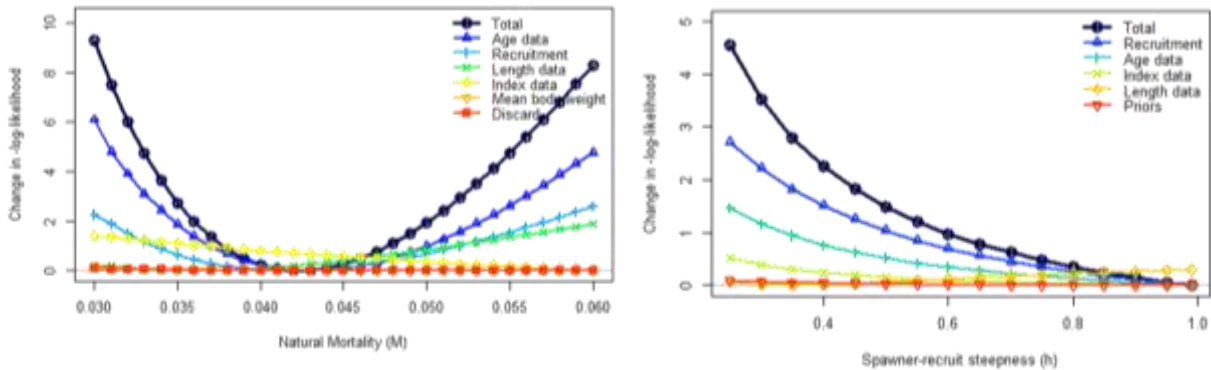 Change in -log-likelihood
10
8
6
4
2
0
0.030 0.035 0.040 0.045 0.050 0.055 0.060
Natural Mortality (M)
Total
Age data
Recruitment
Length data
Index data
Mean body weight
Discard
Change in -log-likelihood
5
4
3
2
1
0
0.4 0.6 0.8 1.0
Spawner-recruit steepness (h)
Total
Recruitment
Age data
Index data
Length data
Priors